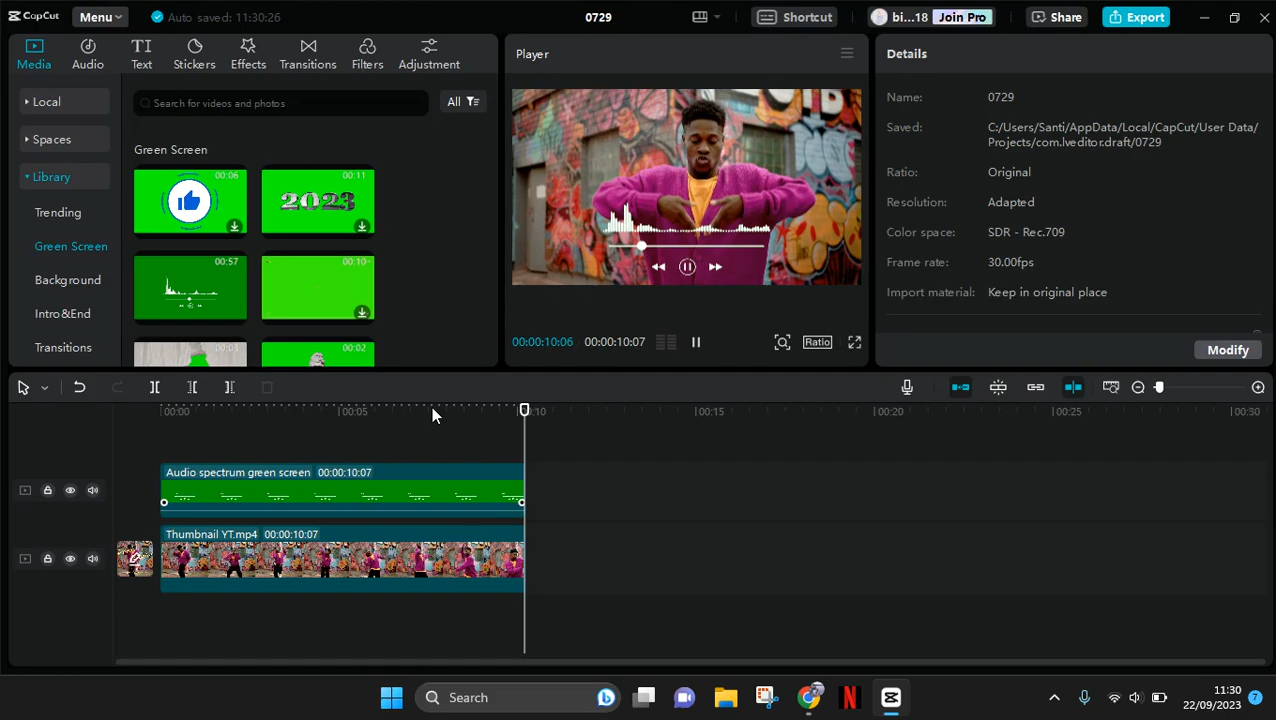 CapCut Menu Auto saved: 11:30:26 0729 Shortcut bi...18 Join Pro Share Export
Media Audio Text Stickers Effects Transitions Filters Adjustment
Local
Spaces
Library
Trending
Green Screen
Background
Intro&End
Transitions
Search for videos and photos All
Green Screen
00:06 00:11
2023
00:57 00:10
00:03 00:02
Player
00:00:10:06 00:00:10:07 Ratio
Details
Name: 0729
Saved: C:/Users/Santi/AppData/Local/CapCut/User Data/
Projects/com.lveditor.draft/0729
Ratio: Original
Resolution: Adapted
Color space: SDR - Rec.709
Frame rate: 30.00fps
Import material: Keep in original place
Modify
00:00 00:05 00:10 00:15 00:20 00:25 00:30
Audio spectrum green screen 00:00:10:07
Thumbnail YT.mp4 00:00:10:07
Search 11:30
22/09/2023 7